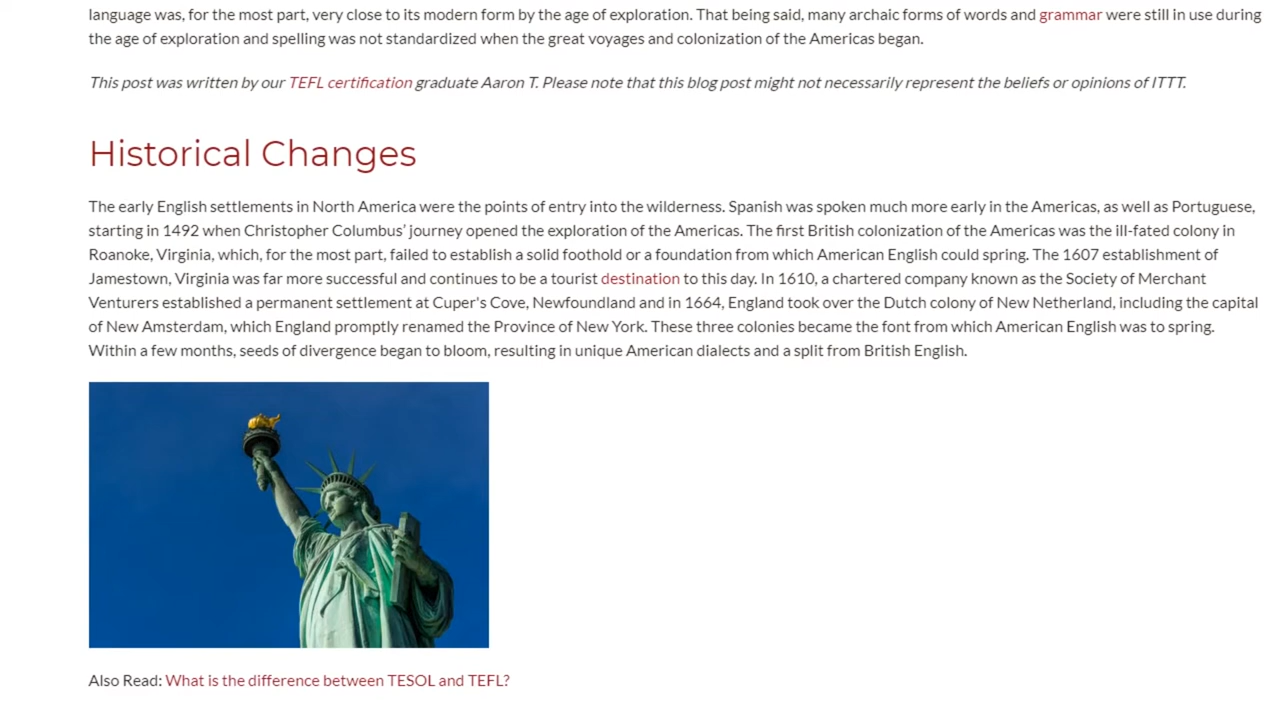 language was, for the most part, very close to its modern form by the age of exploration. That being said, many archaic forms of words and grammar were still in use during
the age of exploration and spelling was not standardized when the great voyages and colonization of the Americas began.
This post was written by our TEFL certification graduate Aaron T. Please note that this blog post might not necessarily represent the beliefs or opinions of ITTT.
Historical Changes
The early English settlements in North America were the points of entry into the wilderness. Spanish was spoken much more early in the Americas, as well as Portuguese,
starting in 1492 when Christopher Columbus’ journey opened the exploration of the Americas. The first British colonization of the Americas was the ill-fated colony in
Roanoke, Virginia, which, for the most part, failed to establish a solid foothold or a foundation from which American English could spring. The 1607 establishment of
Jamestown, Virginia was far more successful and continues to be a tourist destination to this day. In 1610, a chartered company known as the Society of Merchant
Venturers established a permanent settlement at Cuper's Cove, Newfoundland and in 1664, England took over the Dutch colony of New Netherland, including the capital
of New Amsterdam, which England promptly renamed the Province of New York. These three colonies became the font from which American English was to spring.
Within a few months, seeds of divergence began to bloom, resulting in unique American dialects and a split from British English.
Also Read: What is the difference between TESOL and TEFL?